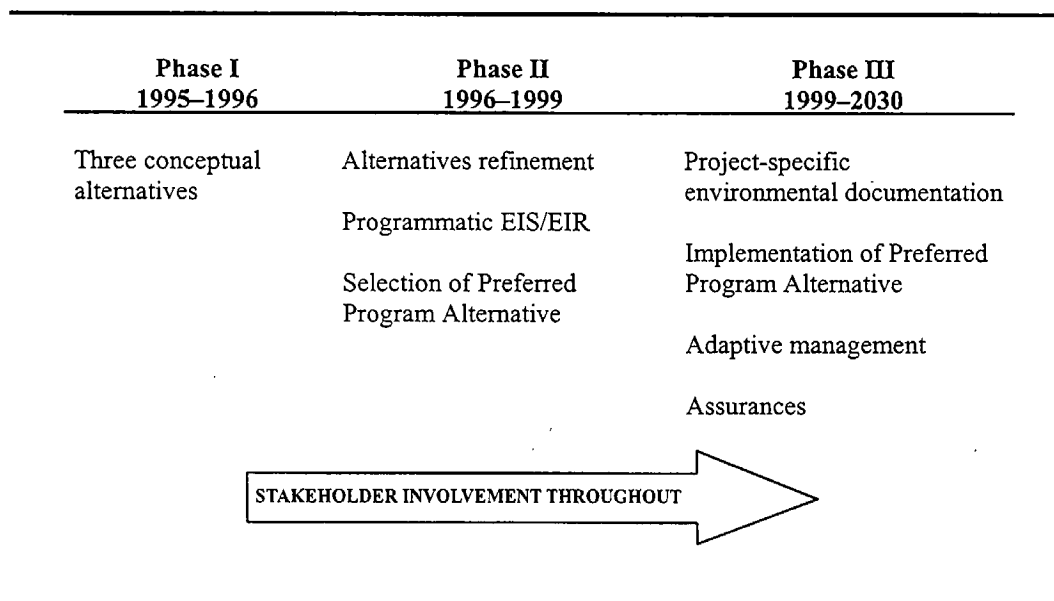 Phase I
1995–1996
Three conceptual
alternatives
Phase II
1996–1999
Alternatives refinement
Programmatic EIS/EIR
Selection of Preferred
Program Alternative
Phase III
1999–2030
Project-specific
environmental documentation
Implementation of Preferred
Program Alternative
Adaptive management
Assurances
STAKEHOLDER INVOLVEMENT THROUGHOUT